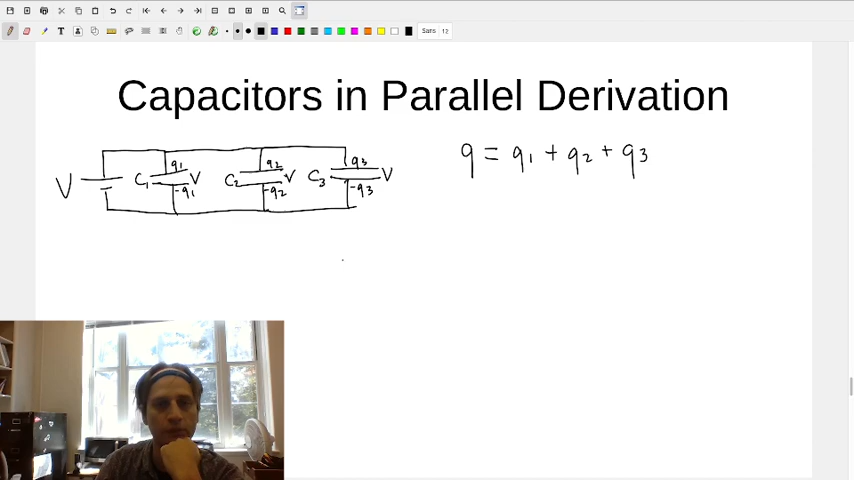 Sans 12
Capacitors in Parallel Derivation
q = q1 + q2 + q3
V C1 q1 V -q1 C2 q2 V -q2 C3 q3 V -q3